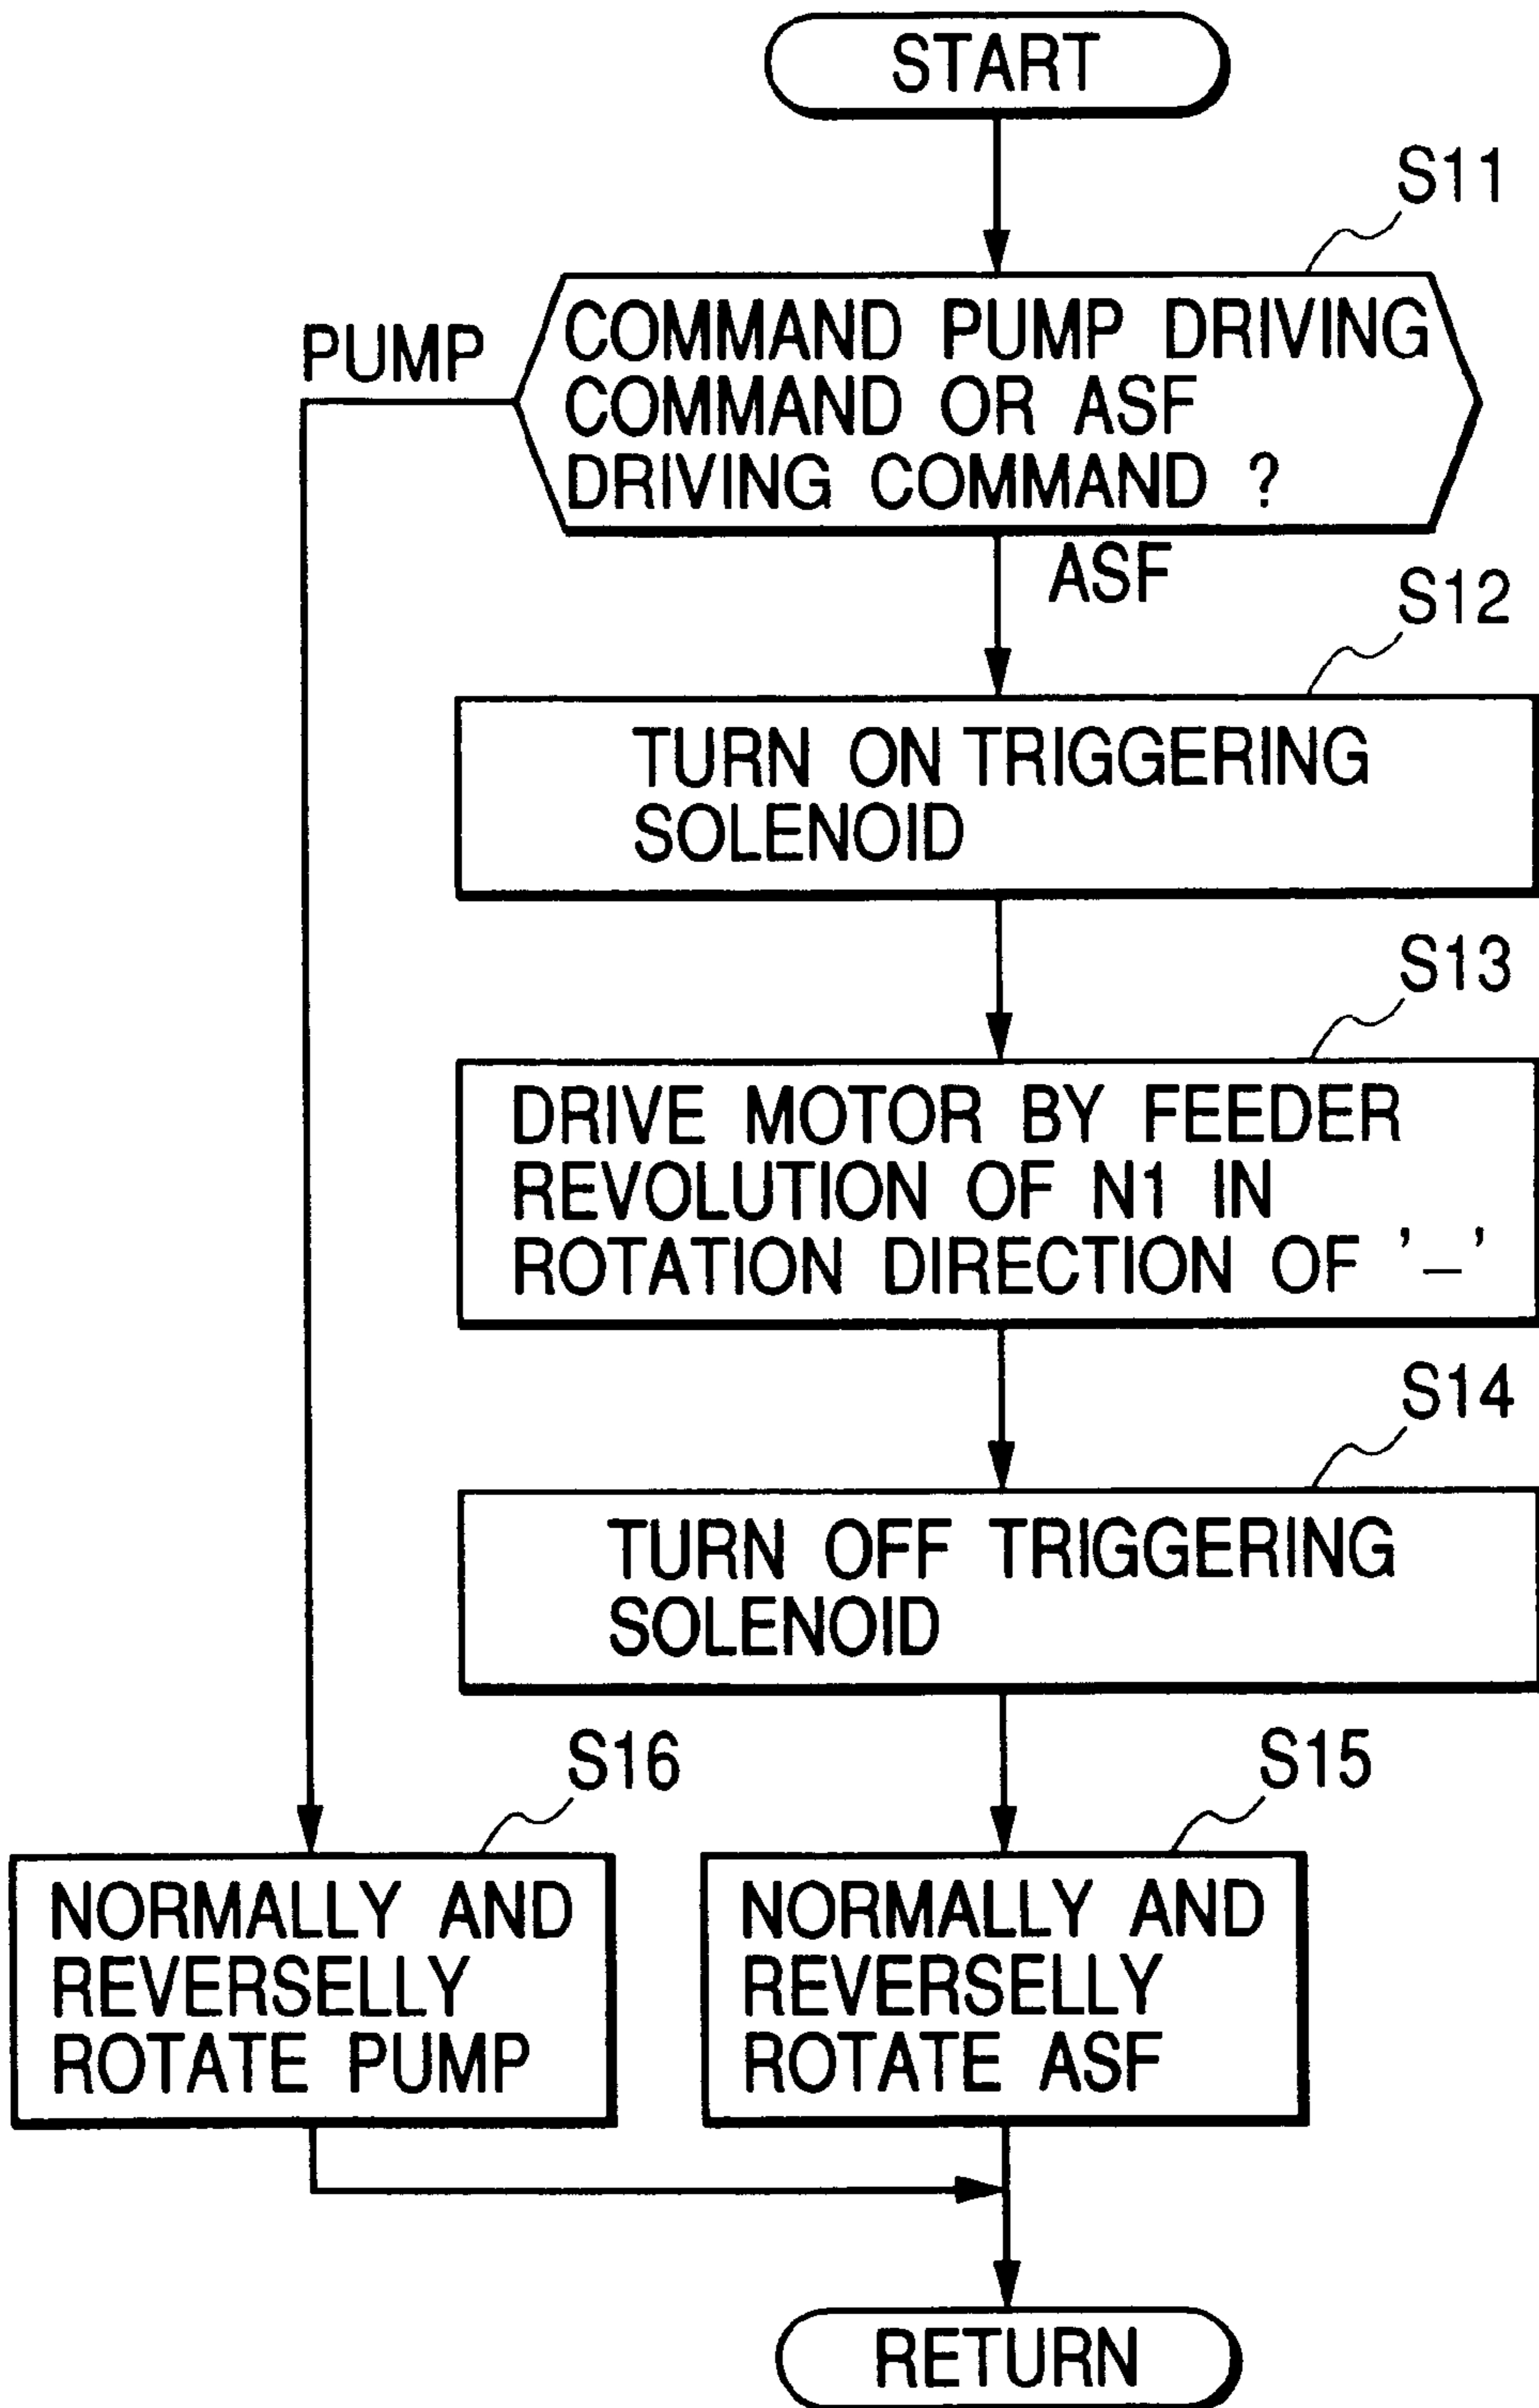 START
S11
PUMP
COMMAND PUMP DRIVING
COMMAND OR ASF
DRIVING COMMAND ?
ASF
S12
TURN ON TRIGGERING
SOLENOID
S13
DRIVE MOTOR BY FEEDER
REVOLUTION OF N1 IN
ROTATION DIRECTION OF '–'
S14
TURN OFF TRIGGERING
SOLENOID
S16
NORMALLY AND
REVERSELLY
ROTATE PUMP
S15
NORMALLY AND
REVERSELLY
ROTATE ASF
RETURN